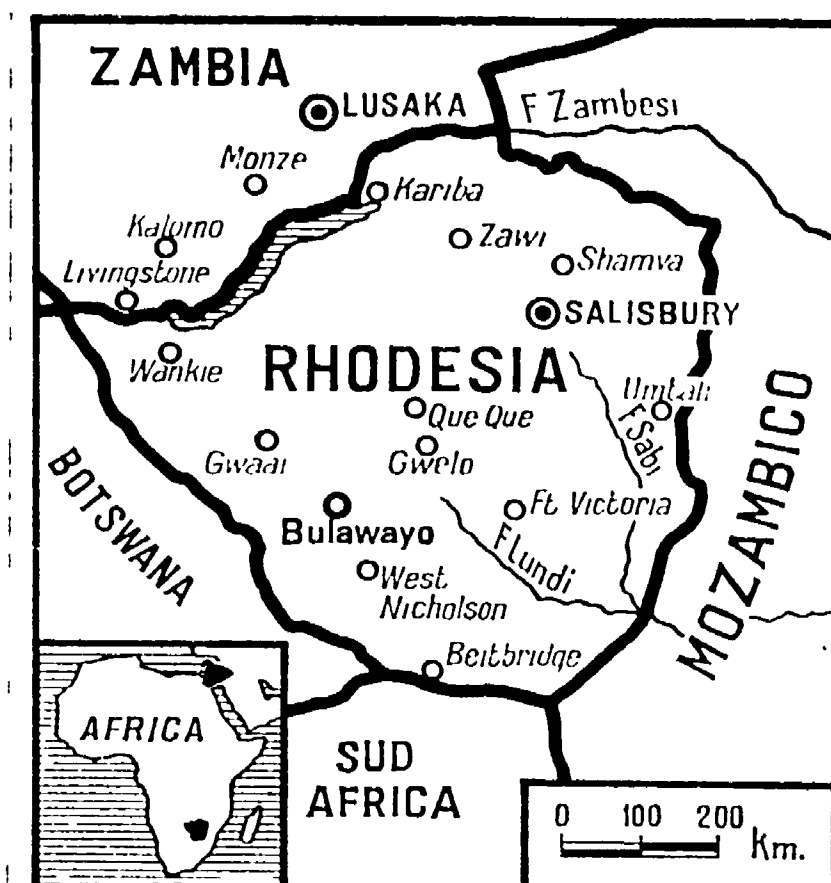 ZAMBIA
LUSAKA
F Zambesi
Monze
Kariba
Kalomo
Zawi
Shamva
Livingstone
SALISBURY
Wankie
RHODESIA
Umtali
Que Que
F Sabi
Gwaai
Gwelo
BOTSWANA
MOZAMBICO
Ft. Victoria
Bulawayo
F Lundi
West
Nicholson
Beitbridge
AFRICA
SUD
AFRICA
0 100 200
Km.